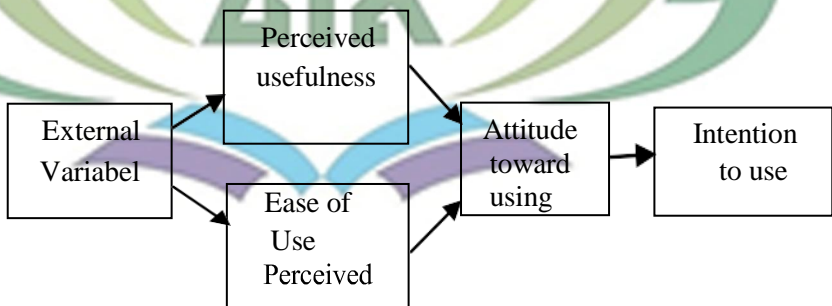 Perceived
usefulness
External
Variabel
Attitude
toward
using
Intention
to use
Ease of
Use
Perceived